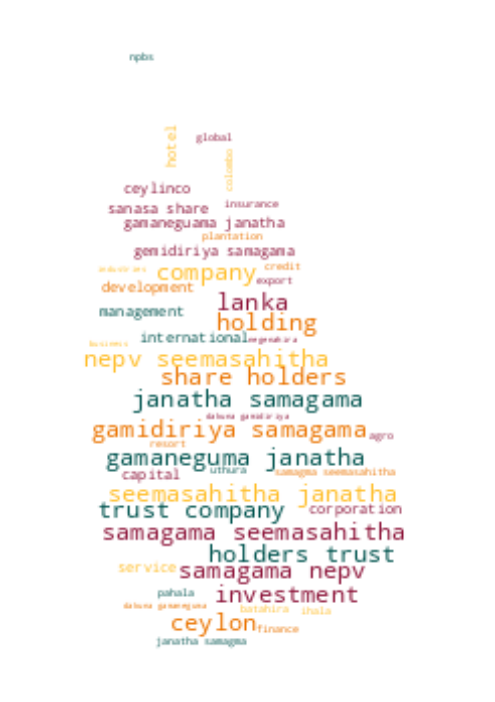 npbs
hotel
global
colombo
ceylinco
sanasa share
insurance
gamaneguama janatha
plantation
gemidiriya samagama
industries
company
credit
export
development
lanka
management
holding
international
negenahira
business
nepv seemasahitha
share holders
janatha samagama
dakuna gamidiriya
gamidiriya samagama
agro
resort
gamaneguma janatha
uthura
samagma seemasahitha
capital
seemasahitha janatha
trust company
corporation
samagama seemasahitha
holders trust
service
samagama nepv
pahala
investment
dakuna gamaneguma
batahira
ihala
ceylon
finance
janatha samagma